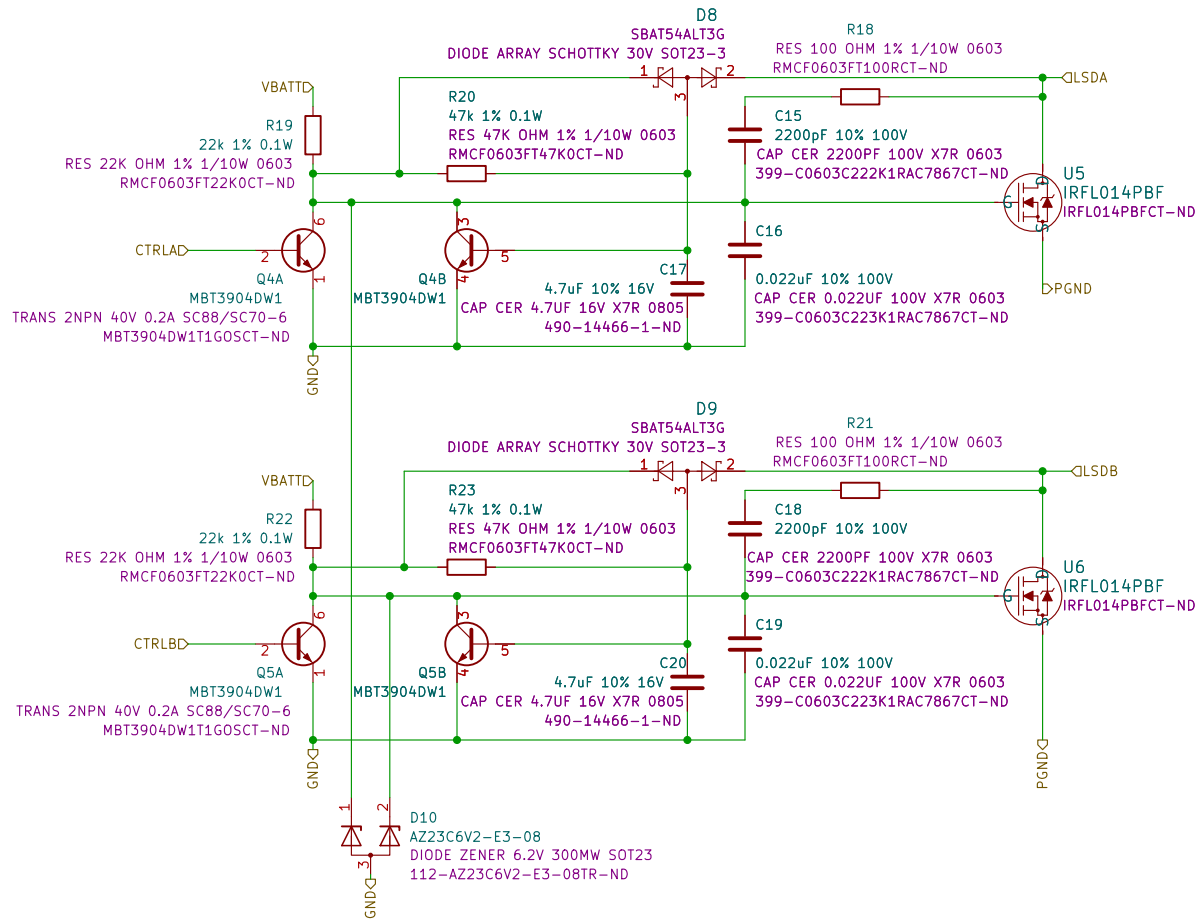 D8
SBAT54ALT3G
DIODE ARRAY SCHOTTKY 30V SOT23-3
1
2
3
R18
RES 100 OHM 1% 1/10W 0603
RMCF0603FT100RCT-ND
LSDA
VBATT
R19
22k 1% 0.1W
RES 22K OHM 1% 1/10W 0603
RMCF0603FT22K0CT-ND
R20
47k 1% 0.1W
RES 47K OHM 1% 1/10W 0603
RMCF0603FT47K0CT-ND
C15
2200pF 10% 100V
CAP CER 2200PF 100V X7R 0603
399-C0603C222K1RAC7867CT-ND
U5
IRFL014PBF
IRFL014PBFCT-ND
D
G
S
CTRLA
2
6
1
Q4A
MBT3904DW1
TRANS 2NPN 40V 0.2A SC88/SC70-6
MBT3904DW1T1GOSCT-ND
3
5
4
Q4B
MBT3904DW1
C17
4.7uF 10% 16V
CAP CER 4.7UF 16V X7R 0805
490-14466-1-ND
C16
0.022uF 10% 100V
CAP CER 0.022UF 100V X7R 0603
399-C0603C223K1RAC7867CT-ND
PGND
GND
D9
SBAT54ALT3G
DIODE ARRAY SCHOTTKY 30V SOT23-3
1
2
3
R21
RES 100 OHM 1% 1/10W 0603
RMCF0603FT100RCT-ND
LSDB
VBATT
R22
22k 1% 0.1W
RES 22K OHM 1% 1/10W 0603
RMCF0603FT22K0CT-ND
R23
47k 1% 0.1W
RES 47K OHM 1% 1/10W 0603
RMCF0603FT47K0CT-ND
C18
2200pF 10% 100V
CAP CER 2200PF 100V X7R 0603
399-C0603C222K1RAC7867CT-ND
U6
IRFL014PBF
IRFL014PBFCT-ND
D
G
S
CTRLB
2
6
1
Q5A
MBT3904DW1
TRANS 2NPN 40V 0.2A SC88/SC70-6
MBT3904DW1T1GOSCT-ND
3
5
4
Q5B
MBT3904DW1
C20
4.7uF 10% 16V
CAP CER 4.7UF 16V X7R 0805
490-14466-1-ND
C19
0.022uF 10% 100V
CAP CER 0.022UF 100V X7R 0603
399-C0603C223K1RAC7867CT-ND
PGND
GND
1
2
3
D10
AZ23C6V2-E3-08
DIODE ZENER 6.2V 300MW SOT23
112-AZ23C6V2-E3-08TR-ND
GND